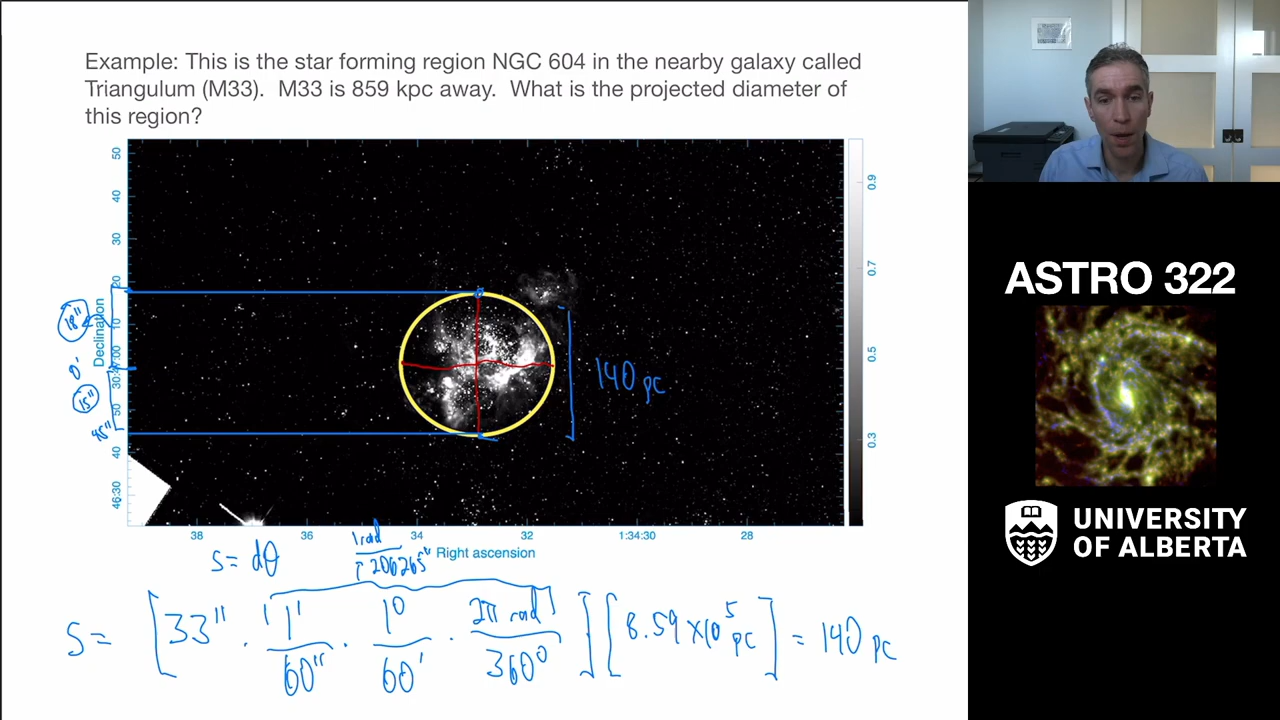 Example: This is the star forming region NGC 604 in the nearby galaxy called
Triangulum (M33). M33 is 859 kpc away. What is the projected diameter of
this region?
50
40
30
20
10
30:47:00
50
40
46:30
Declination
18"
0'
15"
45"
140 pc
0.9
0.7
0.5
0.3
38
36
34
32
1:34:30
28
Right ascension
s = dθ
1 rad
206265"
S = [33" · 1'/60" · 1°/60' · 2π rad/360°] [8.59 × 10^5 pc] = 140 pc
ASTRO 322
UNIVERSITY
OF ALBERTA